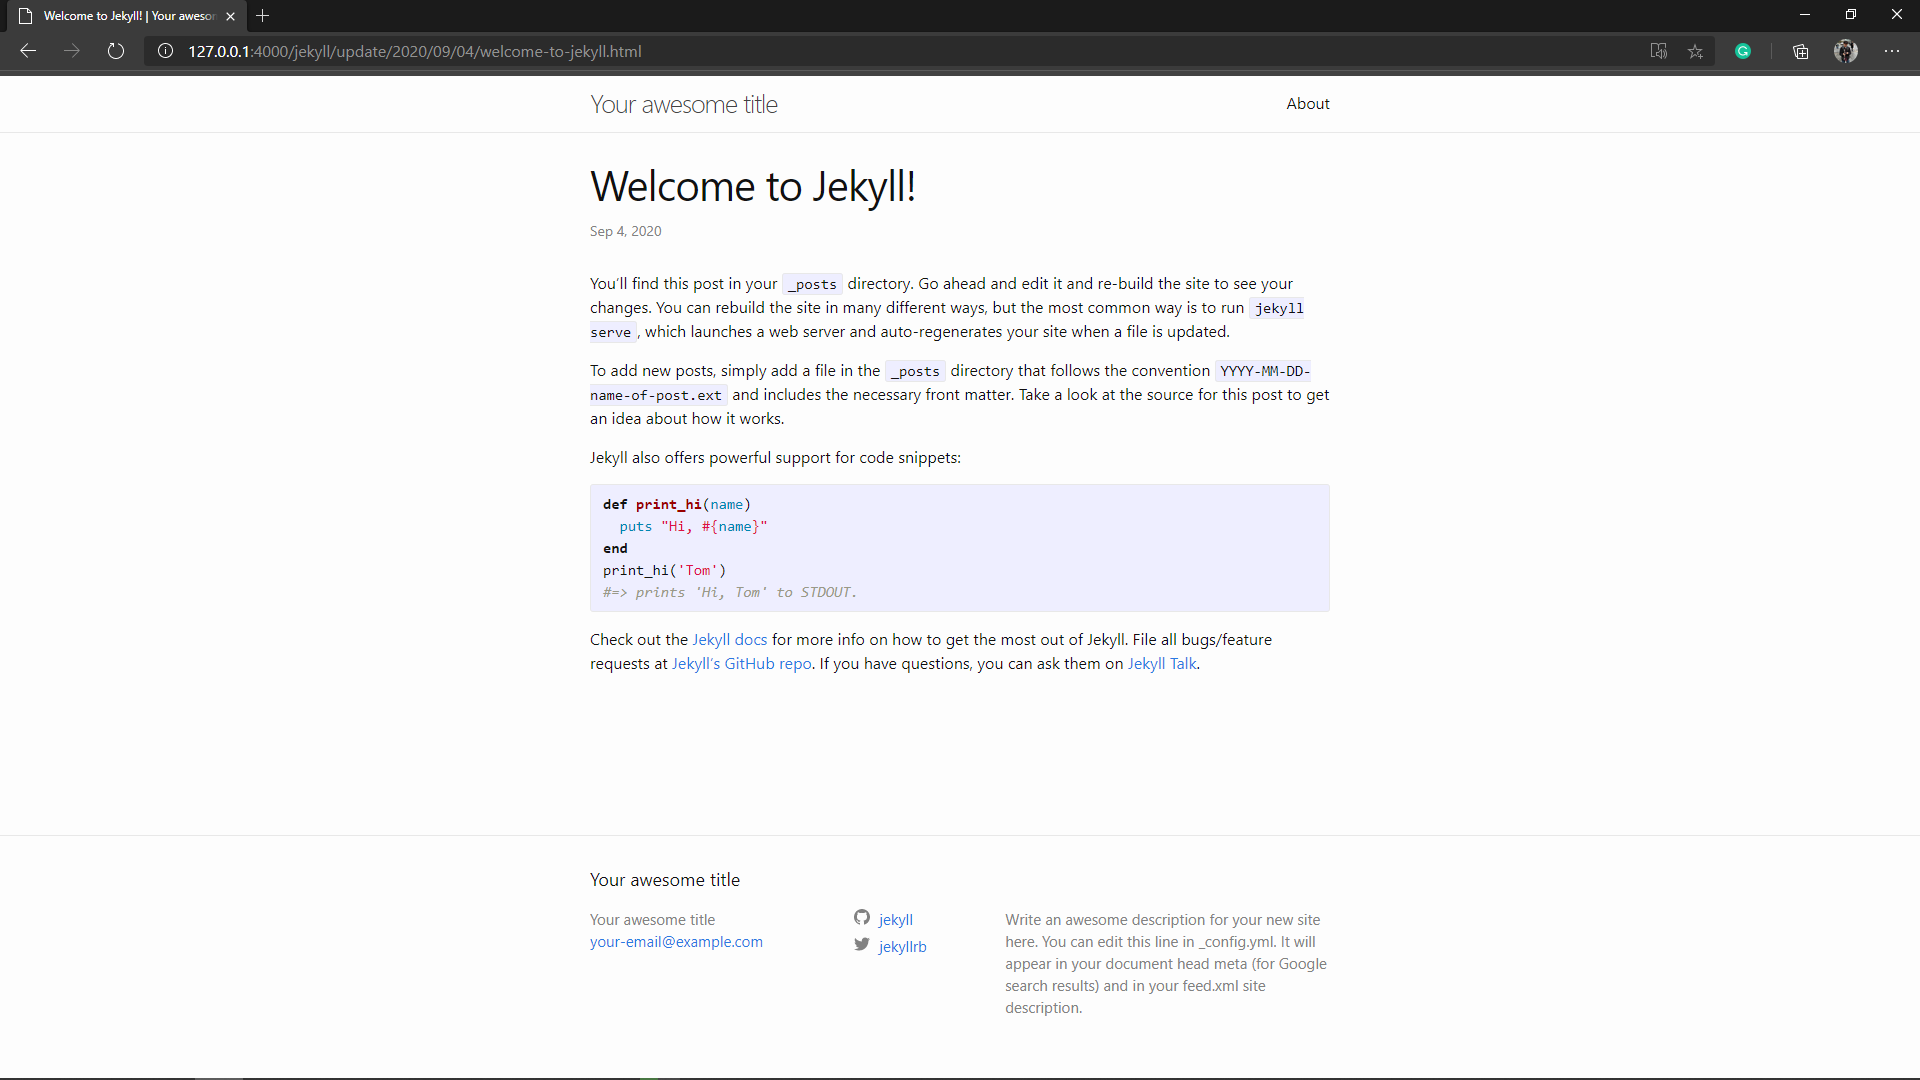 Welcome to Jekyll! | Your aweson
127.0.0.1:4000/jekyll/update/2020/09/04/welcome-to-jekyll.html
Your awesome title
About
Welcome to Jekyll!
Sep 4, 2020
You’ll find this post in your _posts directory. Go ahead and edit it and re-build the site to see your
changes. You can rebuild the site in many different ways, but the most common way is to run jekyll
serve, which launches a web server and auto-regenerates your site when a file is updated.
To add new posts, simply add a file in the _posts directory that follows the convention YYYY-MM-DD-
name-of-post.ext and includes the necessary front matter. Take a look at the source for this post to get
an idea about how it works.
Jekyll also offers powerful support for code snippets:
def print_hi(name)
  puts "Hi, #{name}"
end
print_hi('Tom')
#=> prints 'Hi, Tom' to STDOUT.
Check out the Jekyll docs for more info on how to get the most out of Jekyll. File all bugs/feature
requests at Jekyll’s GitHub repo. If you have questions, you can ask them on Jekyll Talk.
Your awesome title
Your awesome title
your-email@example.com
jekyll
jekyllrb
Write an awesome description for your new site
here. You can edit this line in _config.yml. It will
appear in your document head meta (for Google
search results) and in your feed.xml site
description.